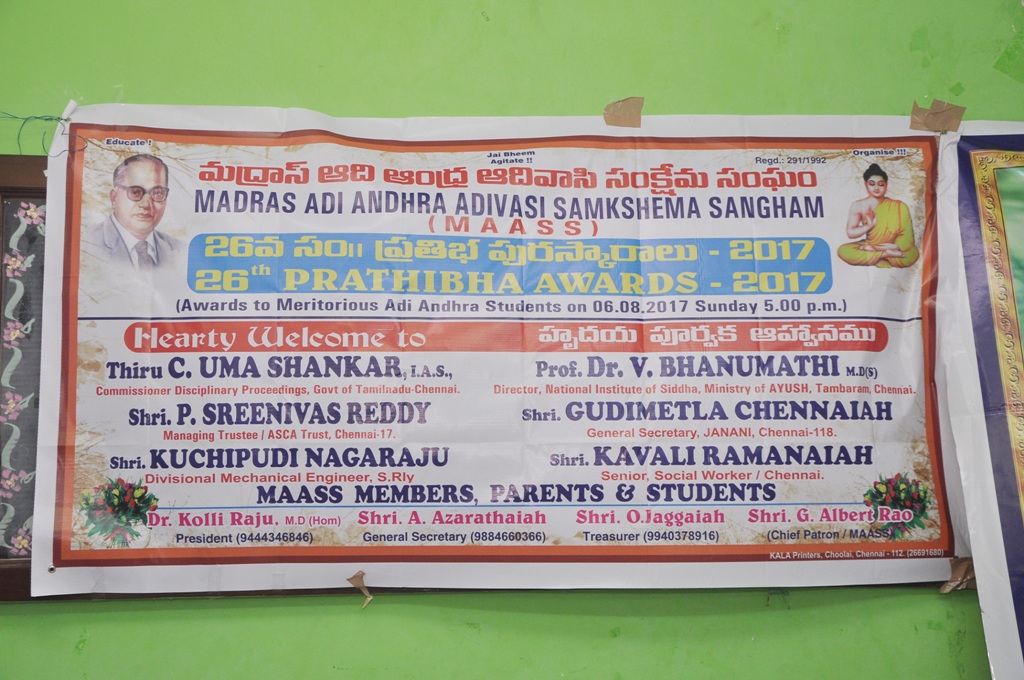 Educate !
Jai Bheem
Agitate !!
Organise !!!
Regd.: 291/1992
మద్రాస్ ఆది ఆంధ్ర ఆదివాసి సంక్షేమ సంఘం
MADRAS ADI ANDHRA ADIVASI SAMKSHEMA SANGHAM
(MAASS)
26వ సం॥ ప్రతిభ పురస్కారాలు - 2017
26th PRATHIBHA AWARDS - 2017
(Awards to Meritorious Adi Andhra Students on 06.08.2017 Sunday 5.00 p.m.)
Hearty Welcome to హృదయ పూర్వక ఆహ్వానము
Thiru C. UMA SHANKAR, I.A.S.,
Commissioner Disciplinary Proceedings, Govt of Tamilnadu-Chennai.
Prof. Dr. V. BHANUMATHI M.D(S)
Director, National Institute of Siddha, Ministry of AYUSH, Tambaram, Chennai.
Shri. P. SREENIVAS REDDY
Managing Trustee / ASCA Trust, Chennai-17.
Shri. GUDIMETLA CHENNAIAH
General Secretary, JANANI, Chennai-118.
Shri. KUCHIPUDI NAGARAJU
Divisional Mechanical Engineer, S.Rly
Shri. KAVALI RAMANAIAH
Senior, Social Worker / Chennai.
MAASS MEMBERS, PARENTS & STUDENTS
Dr. Kolli Raju, M.D (Hom)
President (9444346846)
Shri. A. Azarathaiah
General Secretary (9884660366)
Shri. O.Jaggaiah
Treasurer (9940378916)
Shri. G. Albert Rao
(Chief Patron / MAASS)
KALA Printers, Choolai, Chennai - 112. (26691680)